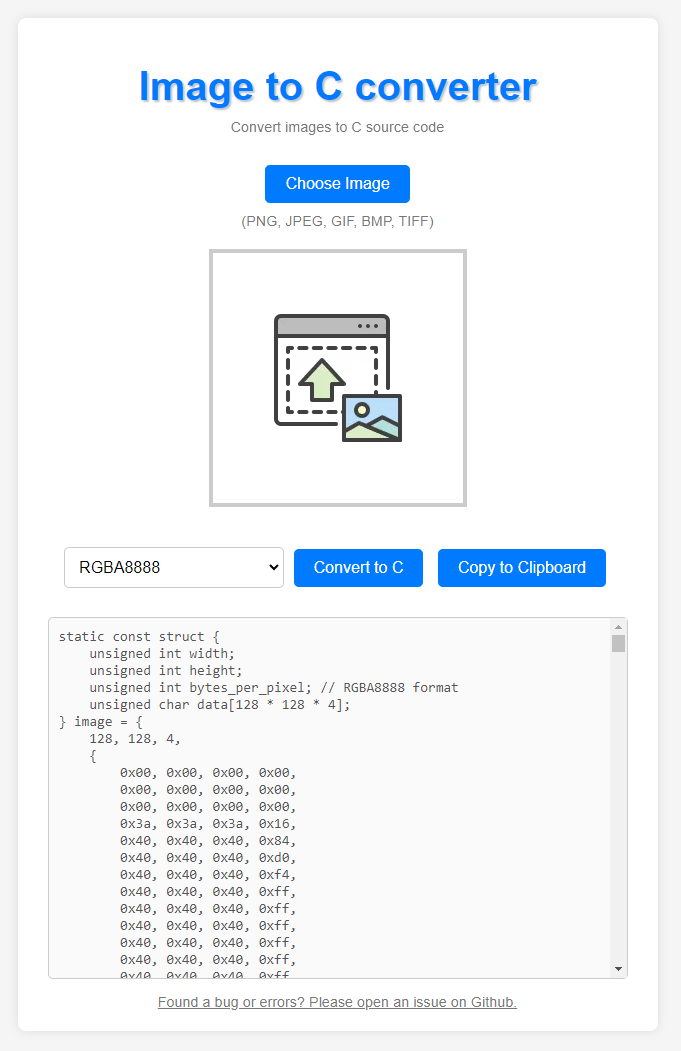 Image to C converter
Convert images to C source code
Choose Image
(PNG, JPEG, GIF, BMP, TIFF)
RGBA8888
Convert to C
Copy to Clipboard
static const struct {
    unsigned int width;
    unsigned int height;
    unsigned int bytes_per_pixel; // RGBA8888 format
    unsigned char data[128 * 128 * 4];
} image = {
    128, 128, 4,
    {
        0x00, 0x00, 0x00, 0x00,
        0x00, 0x00, 0x00, 0x00,
        0x00, 0x00, 0x00, 0x00,
        0x3a, 0x3a, 0x3a, 0x16,
        0x40, 0x40, 0x40, 0x84,
        0x40, 0x40, 0x40, 0xd0,
        0x40, 0x40, 0x40, 0xf4,
        0x40, 0x40, 0x40, 0xff,
        0x40, 0x40, 0x40, 0xff,
        0x40, 0x40, 0x40, 0xff,
        0x40, 0x40, 0x40, 0xff,
        0x40, 0x40, 0x40, 0xff,
        0x40, 0x40, 0x40, 0xff
Found a bug or errors? Please open an issue on Github.